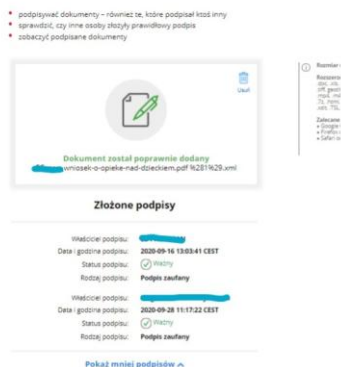 podpisywać dokumenty – również te, które podpisał ktoś inny
sprawdzić, czy inne osoby złożyły prawidłowy podpis
zobaczyć podpisane dokumenty
Usuń
Dokument został poprawnie dodany
wniosek-o-opieke-nad-dzieckiem.pdf %281%29.xml
Złożone podpisy
Właściciel podpisu:
Data i godzina podpisu: 2020-09-16 13:03:41 CEST
Status podpisu: Ważny
Rodzaj podpisu: Podpis zaufany
Właściciel podpisu:
Data i godzina podpisu: 2020-09-28 11:17:22 CEST
Status podpisu: Ważny
Rodzaj podpisu: Podpis zaufany
Pokaż mniej podpisów
Rozmiar